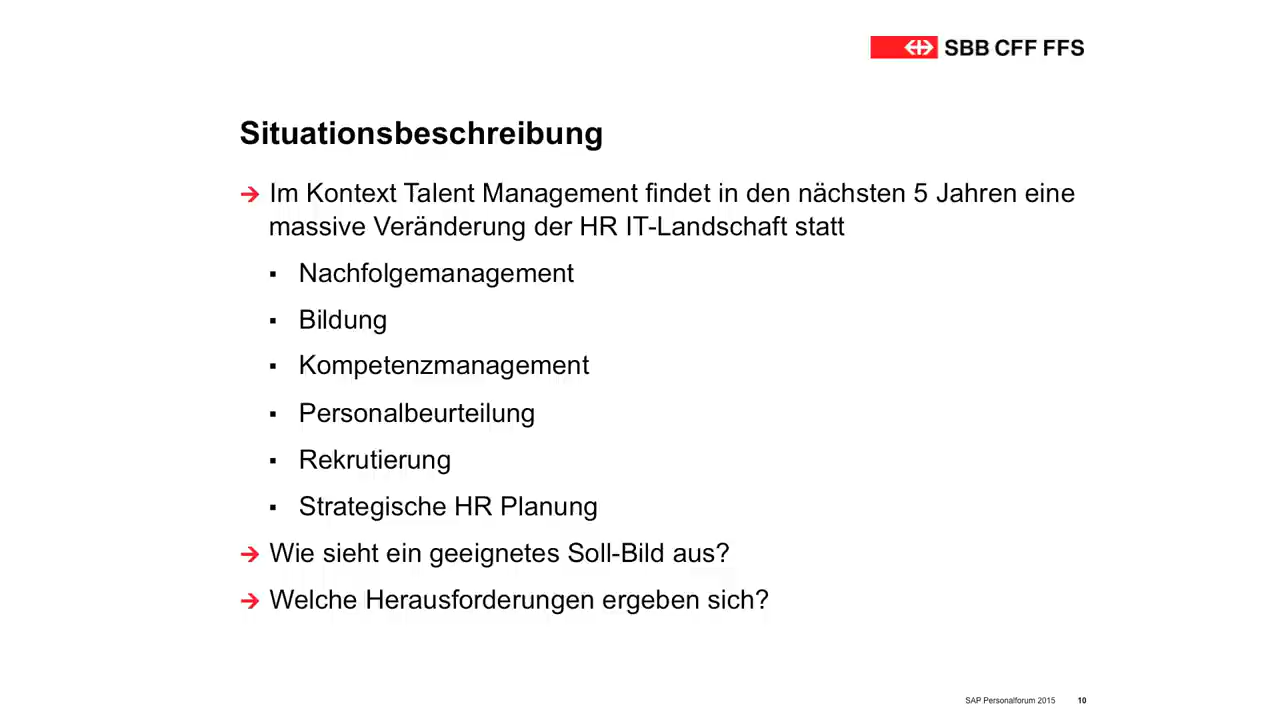 SBB CFF FFS
Situationsbeschreibung
→ Im Kontext Talent Management findet in den nächsten 5 Jahren eine
massive Veränderung der HR IT-Landschaft statt
▪ Nachfolgemanagement
▪ Bildung
▪ Kompetenzmanagement
▪ Personalbeurteilung
▪ Rekrutierung
▪ Strategische HR Planung
→ Wie sieht ein geeignetes Soll-Bild aus?
→ Welche Herausforderungen ergeben sich?
SAP Personalforum 2015 10